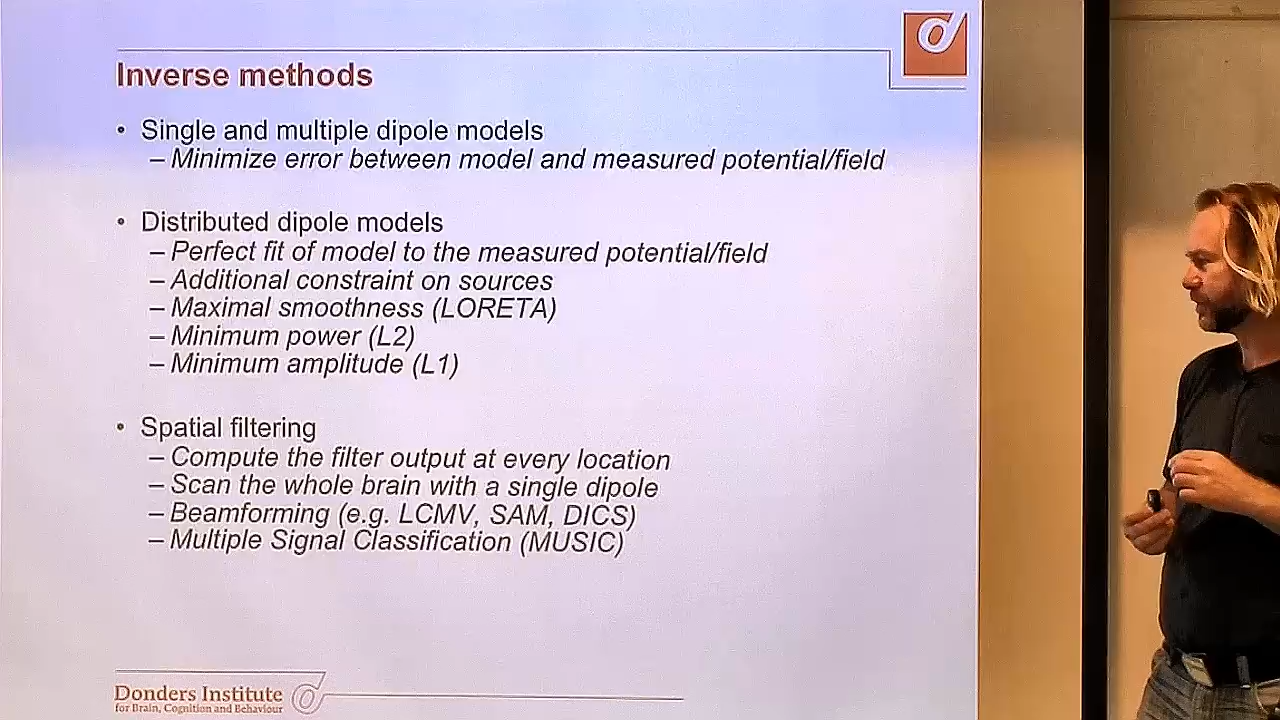 Inverse methods
• Single and multiple dipole models
– Minimize error between model and measured potential/field
• Distributed dipole models
– Perfect fit of model to the measured potential/field
– Additional constraint on sources
– Maximal smoothness (LORETA)
– Minimum power (L2)
– Minimum amplitude (L1)
• Spatial filtering
– Compute the filter output at every location
– Scan the whole brain with a single dipole
– Beamforming (e.g. LCMV, SAM, DICS)
– Multiple Signal Classification (MUSIC)
Donders Institute
for Brain, Cognition and Behaviour